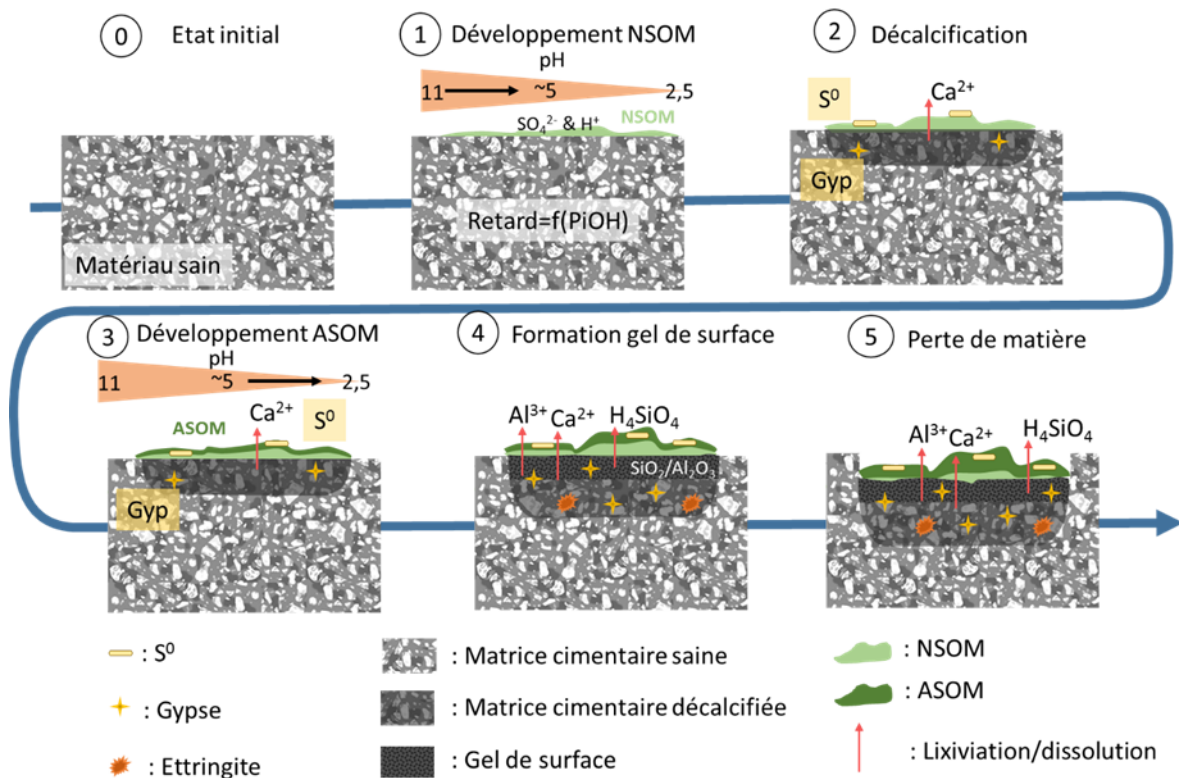 0 Etat initial
Matériau sain
1 Développement NSOM
pH
11 ~5 2,5
SO₄²⁻ & H⁺ NSOM
Retard=f(PiOH)
2 Décalcification
S⁰ Ca²⁺
Gyp
3 Développement ASOM
pH
11 ~5 2,5
Ca²⁺ S⁰
ASOM
Gyp
4 Formation gel de surface
Al³⁺ Ca²⁺ H₄SiO₄
SiO₂/Al₂O₃
5 Perte de matière
Al³⁺ Ca²⁺ H₄SiO₄
: S⁰
: Gypse
: Ettringite
: Matrice cimentaire saine
: Matrice cimentaire décalcifiée
: Gel de surface
: NSOM
: ASOM
: Lixiviation/dissolution